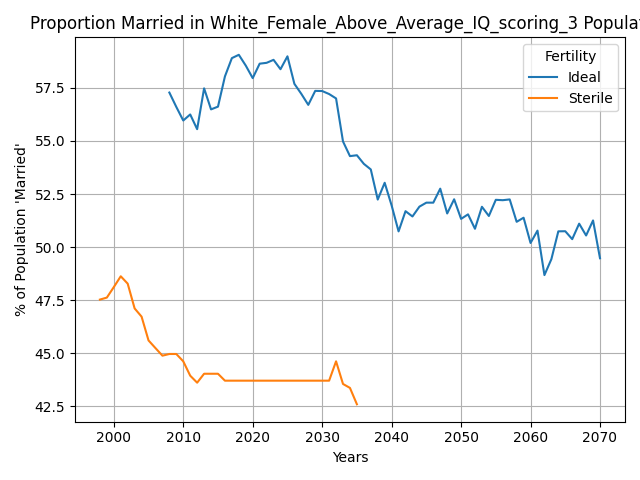 Proportion Married in White_Female_Above_Average_IQ_scoring_3 Populat
Fertility
Ideal
Sterile
% of Population 'Married'
57.5
55.0
52.5
50.0
47.5
45.0
42.5
2000 2010 2020 2030 2040 2050 2060 2070
Years